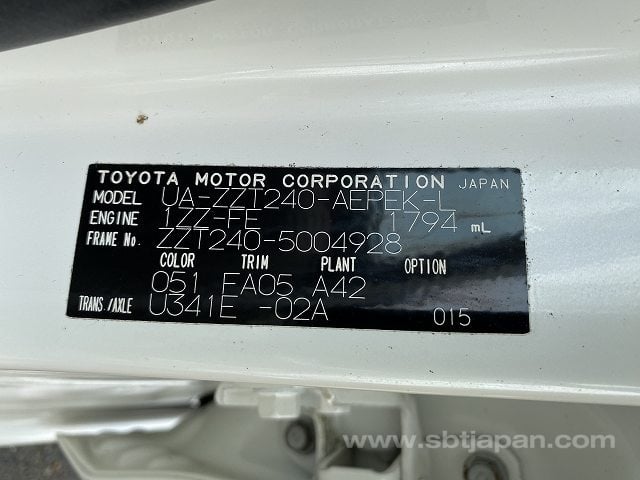 TOYOTA MOTOR CORPORATION JAPAN
MODEL UA-ZZT240-AEPEK-L
ENGINE 1ZZ-FE 1794 mL
FRAME No. ZZT240-5004928
COLOR TRIM PLANT OPTION
051 FA05 A42
TRANS./AXLE U341E -02A 015
www.sbtjapan.com